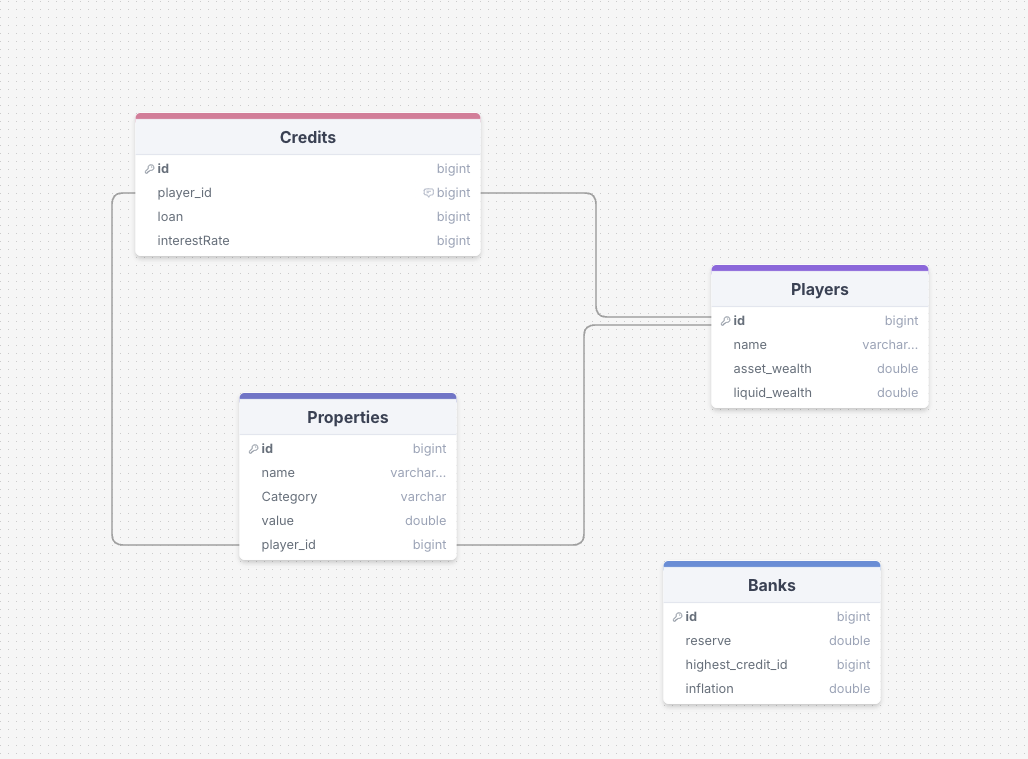 Credits
id bigint
player_id bigint
loan bigint
interestRate bigint
Players
id bigint
name varchar...
asset_wealth double
liquid_wealth double
Properties
id bigint
name varchar...
Category varchar
value double
player_id bigint
Banks
id bigint
reserve double
highest_credit_id bigint
inflation double